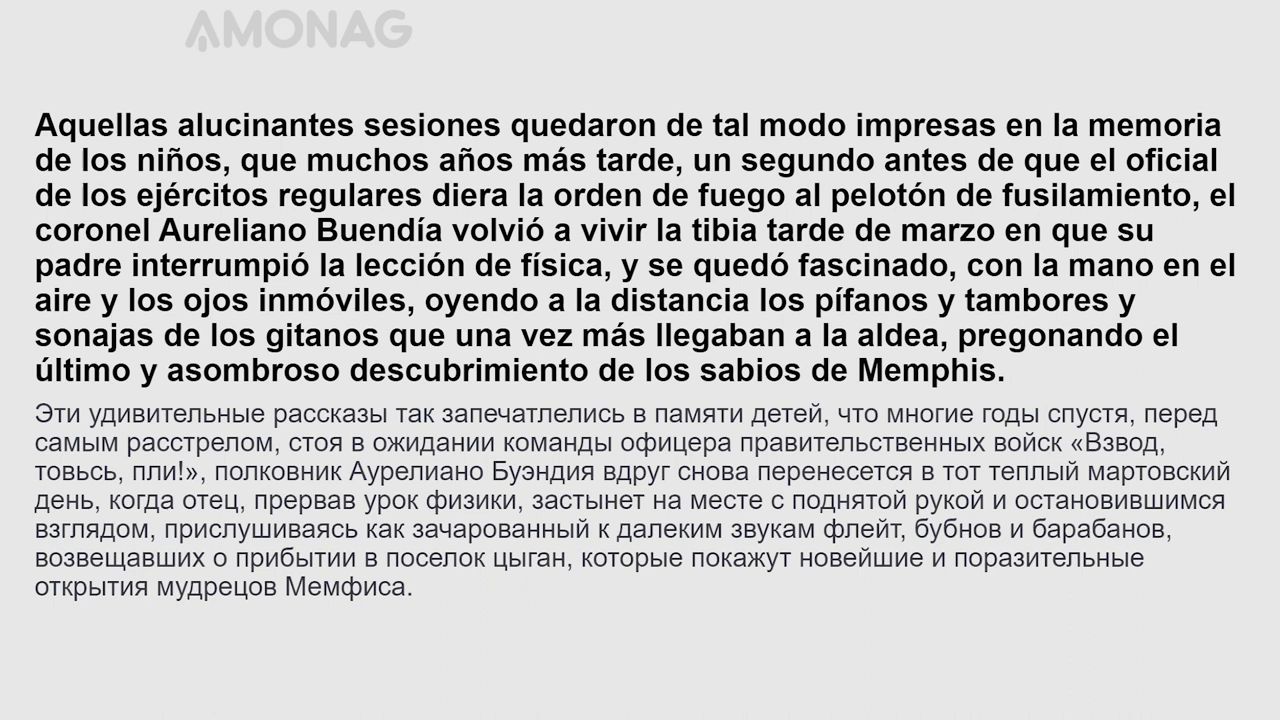 AMONAG
Aquellas alucinantes sesiones quedaron de tal modo impresas en la memoria
de los niños, que muchos años más tarde, un segundo antes de que el oficial
de los ejércitos regulares diera la orden de fuego al pelotón de fusilamiento, el
coronel Aureliano Buendía volvió a vivir la tibia tarde de marzo en que su
padre interrumpió la lección de física, y se quedó fascinado, con la mano en el
aire y los ojos inmóviles, oyendo a la distancia los pífanos y tambores y
sonajas de los gitanos que una vez más llegaban a la aldea, pregonando el
último y asombroso descubrimiento de los sabios de Memphis.
Эти удивительные рассказы так запечатлелись в памяти детей, что многие годы спустя, перед
самым расстрелом, стоя в ожидании команды офицера правительственных войск «Взвод,
товьсь, пли!», полковник Аурелиано Буэндия вдруг снова перенесется в тот теплый мартовский
день, когда отец, прервав урок физики, застынет на месте с поднятой рукой и остановившимся
взглядом, прислушиваясь как зачарованный к далеким звукам флейт, бубнов и барабанов,
возвещавших о прибытии в поселок цыган, которые покажут новейшие и поразительные
открытия мудрецов Мемфиса.